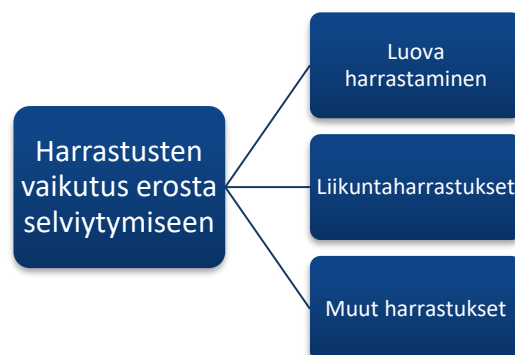 Harrastusten
vaikutus erosta
selviytymiseen
Luova
harrastaminen
Liikuntaharrastukset
Muut harrastukset